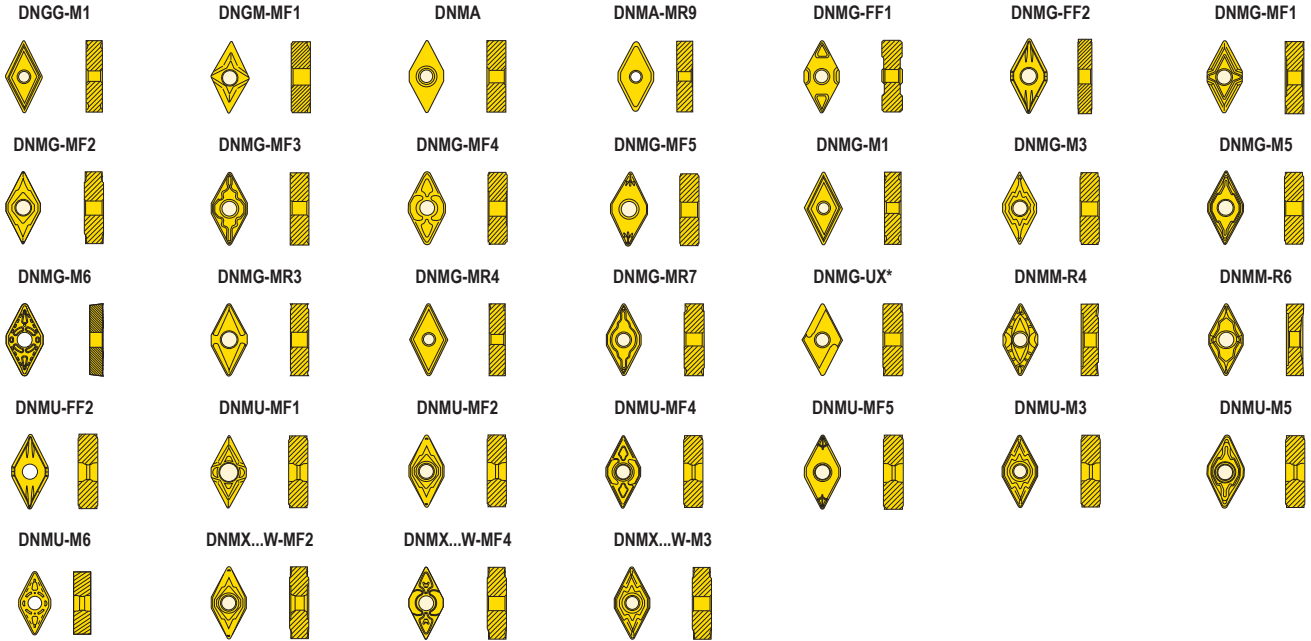 DNGG-M1 DNGM-MF1 DNMA DNMA-MR9 DNMG-FF1 DNMG-FF2 DNMG-MF1
DNMG-MF2 DNMG-MF3 DNMG-MF4 DNMG-MF5 DNMG-M1 DNMG-M3 DNMG-M5
DNMG-M6 DNMG-MR3 DNMG-MR4 DNMG-MR7 DNMG-UX* DNMM-R4 DNMM-R6
DNMU-FF2 DNMU-MF1 DNMU-MF2 DNMU-MF4 DNMU-MF5 DNMU-M3 DNMU-M5
DNMU-M6 DNMX...W-MF2 DNMX...W-MF4 DNMX...W-M3